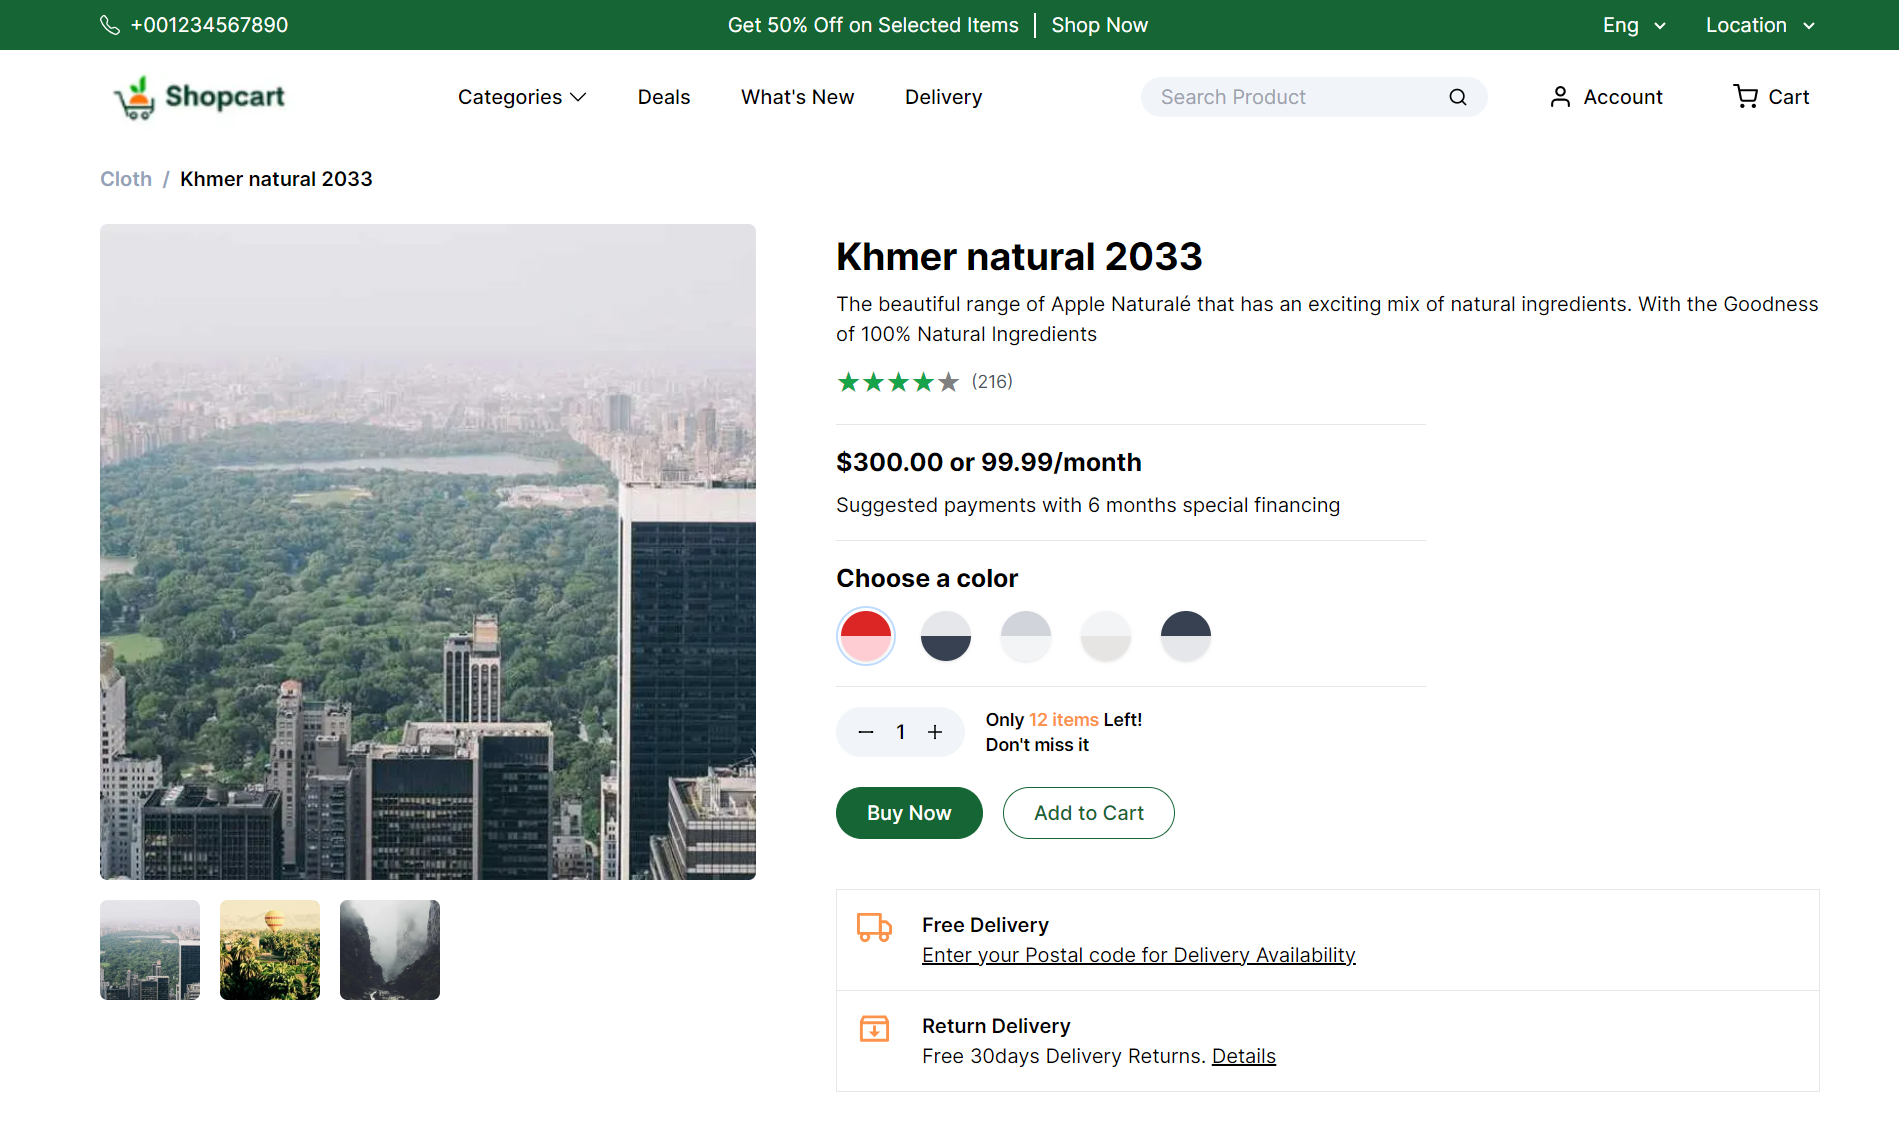 +001234567890
Get 50% Off on Selected Items | Shop Now
Eng
Location
Shopcart
Categories
Deals
What's New
Delivery
Search Product
Account
Cart
Cloth / Khmer natural 2033
Khmer natural 2033
The beautiful range of Apple Naturalé that has an exciting mix of natural ingredients. With the Goodness
of 100% Natural Ingredients
(216)
$300.00 or 99.99/month
Suggested payments with 6 months special financing
Choose a color
1
Only 12 items Left!
Don't miss it
Buy Now
Add to Cart
Free Delivery
Enter your Postal code for Delivery Availability
Return Delivery
Free 30days Delivery Returns. Details